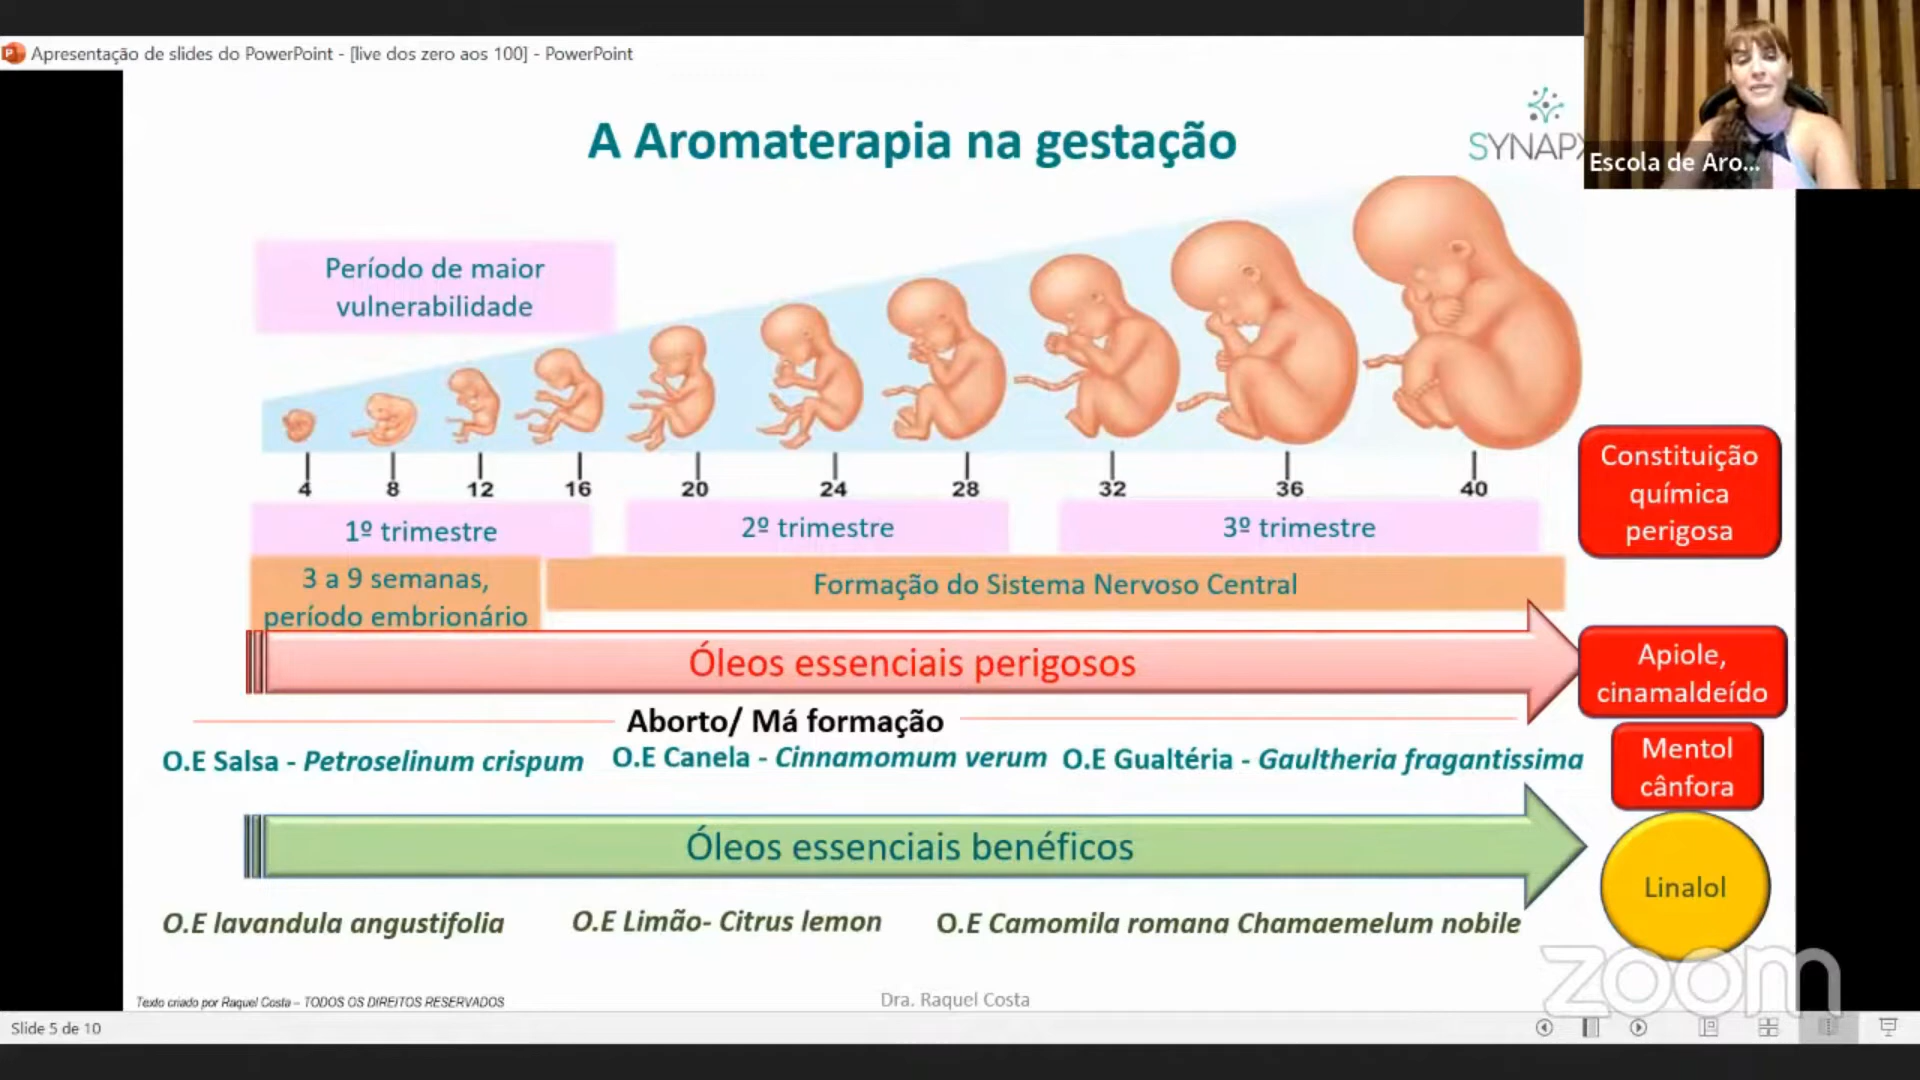 Apresentação de slides do PowerPoint - [live dos zero aos 100] - PowerPoint
A Aromaterapia na gestação
SYNAP
Escola de Aro...
Período de maior
vulnerabilidade
4 8 12 16 20 24 28 32 36 40
1º trimestre
2º trimestre
3º trimestre
Constituição
química
perigosa
3 a 9 semanas,
período embrionário
Formação do Sistema Nervoso Central
Óleos essenciais perigosos
Apiole,
cinamaldeído
Aborto/ Má formação
O.E Salsa - Petroselinum crispum
O.E Canela - Cinnamomum verum
O.E Gualtéria - Gaultheria fragantissima
Mentol
cânfora
Óleos essenciais benéficos
Linalol
O.E lavandula angustifolia
O.E Limão- Citrus lemon
O.E Camomila romana Chamaemelum nobile
zoom
Texto criado por Raquel Costa – TODOS OS DIREITOS RESERVADOS
Dra. Raquel Costa
Slide 5 de 10